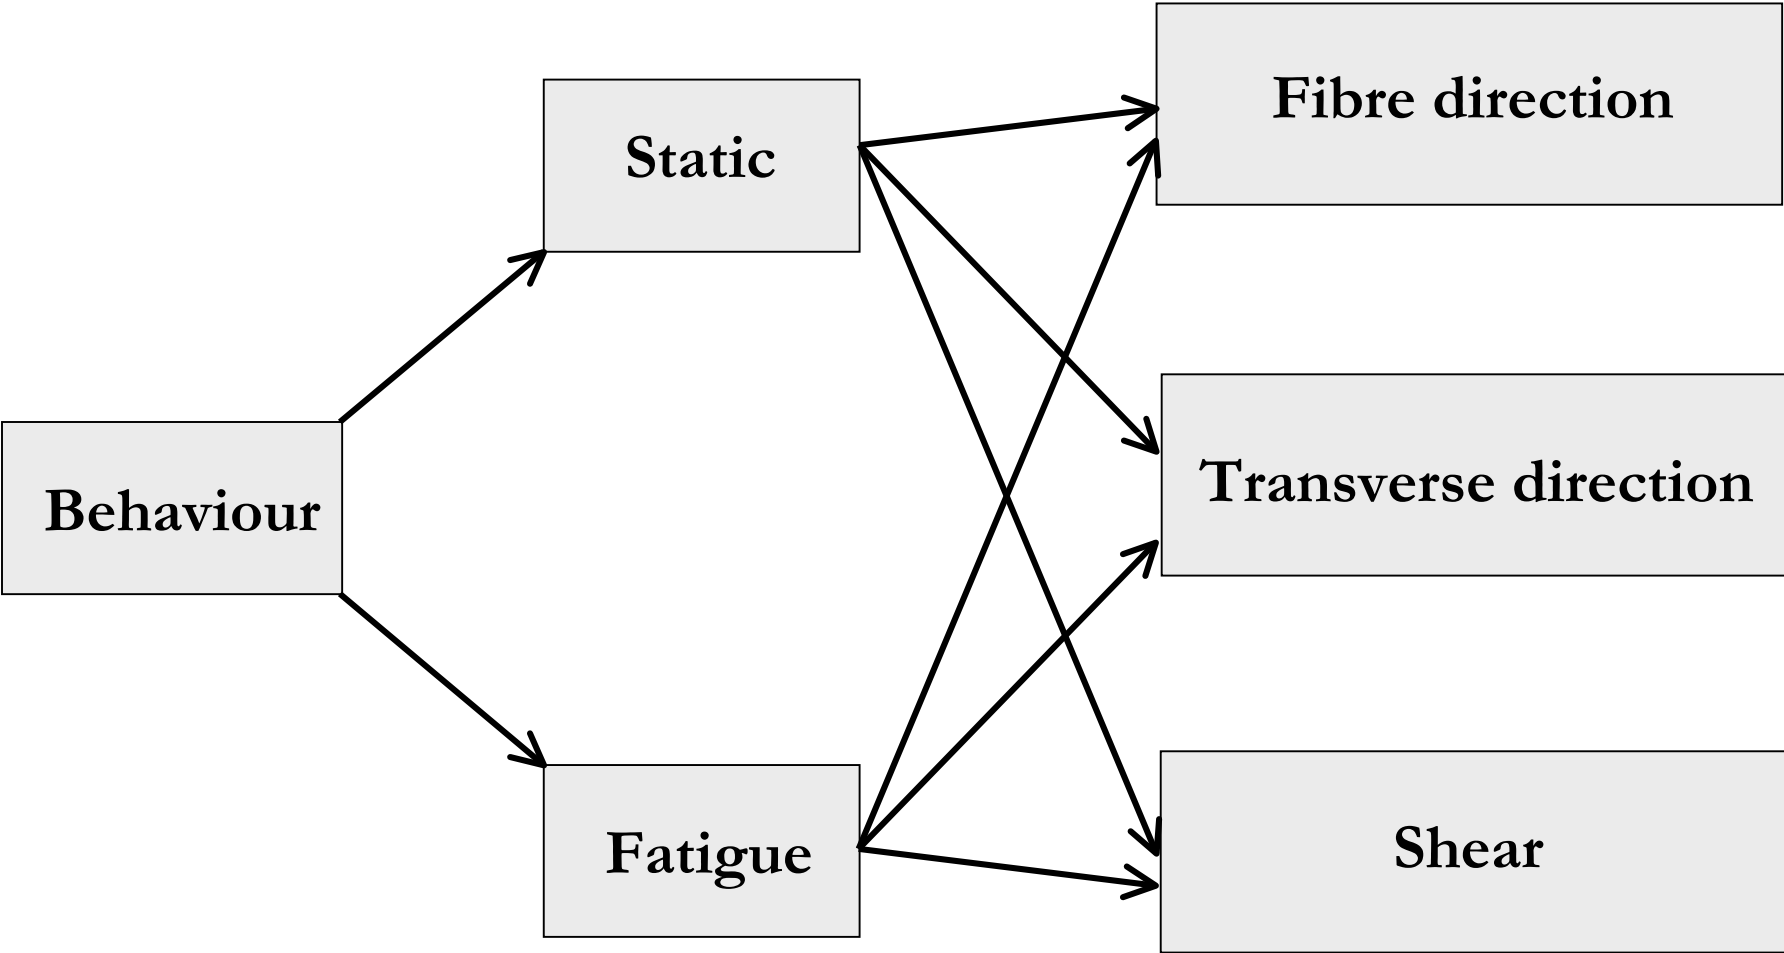 Behaviour
Static
Fatigue
Fibre direction
Transverse direction
Shear